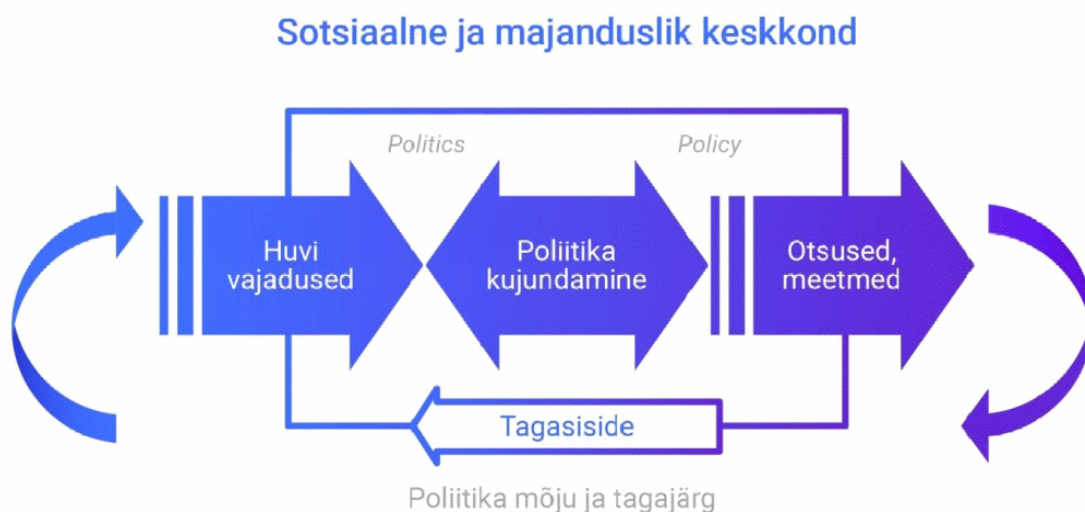 Sotsiaalne ja majanduslik keskkond
Politics
Policy
Huvi
vajadused
Poliitika
kujundamine
Otsused,
meetmed
Tagasiside
Poliitika mõju ja tagajärg